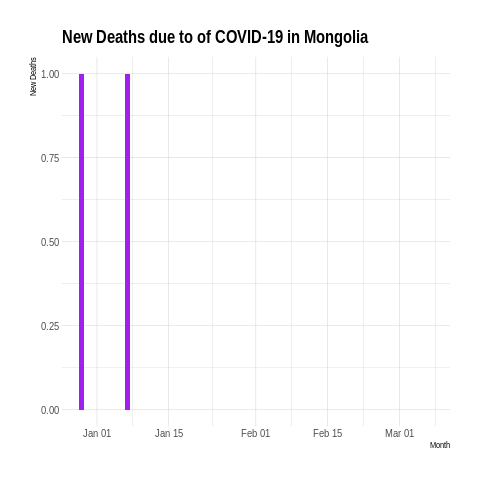 New Deaths due to of COVID-19 in Mongolia
New Deaths
1.00
0.75
0.50
0.25
0.00
Jan 01 Jan 15 Feb 01 Feb 15 Mar 01
Month